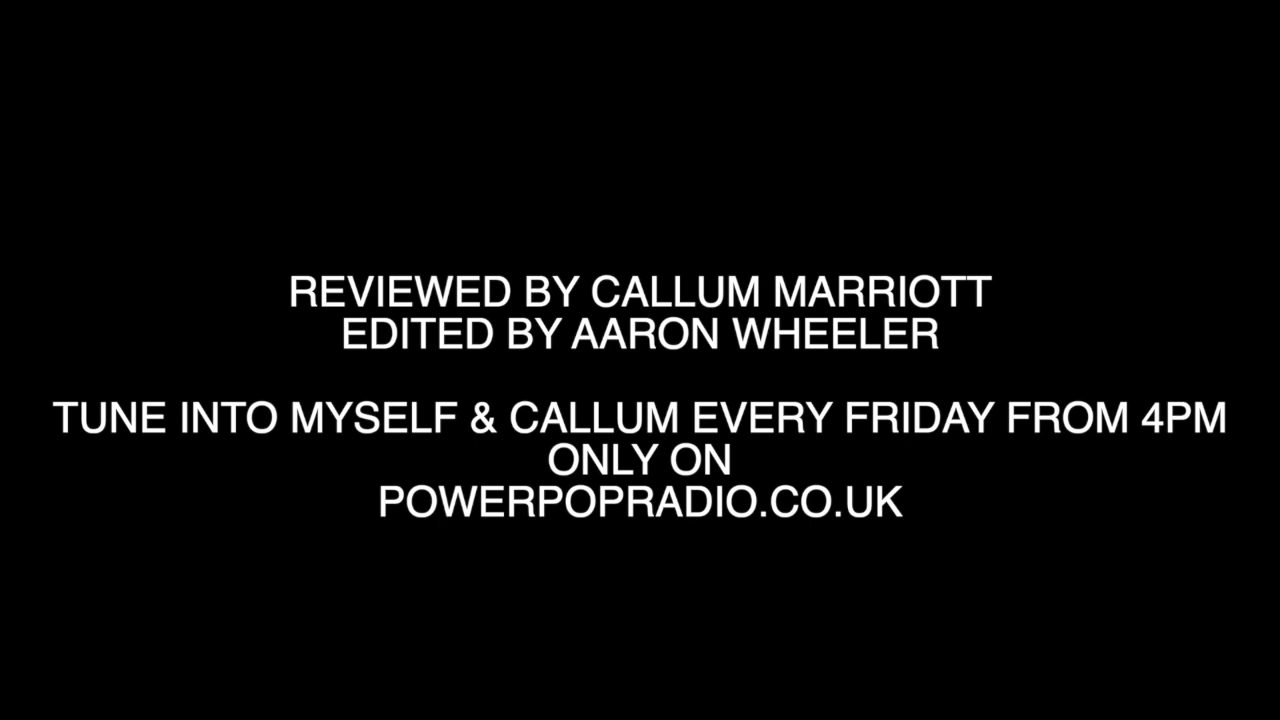 REVIEWED BY CALLUM MARRIOTT
EDITED BY AARON WHEELER
TUNE INTO MYSELF & CALLUM EVERY FRIDAY FROM 4PM
ONLY ON
POWERPOPRADIO.CO.UK